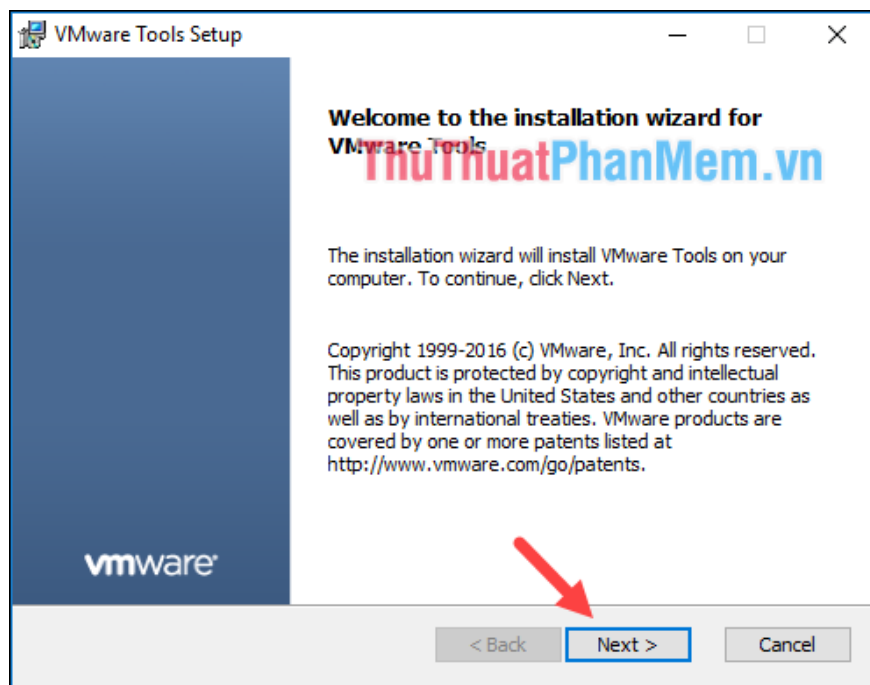 VMware Tools Setup
Welcome to the installation wizard for
VMware Tools
ThuThuatPhanMem.vn
The installation wizard will install VMware Tools on your
computer. To continue, click Next.
Copyright 1999-2016 (c) VMware, Inc. All rights reserved.
This product is protected by copyright and intellectual
property laws in the United States and other countries as
well as by international treaties. VMware products are
covered by one or more patents listed at
http://www.vmware.com/go/patents.
vmware
< Back Next > Cancel